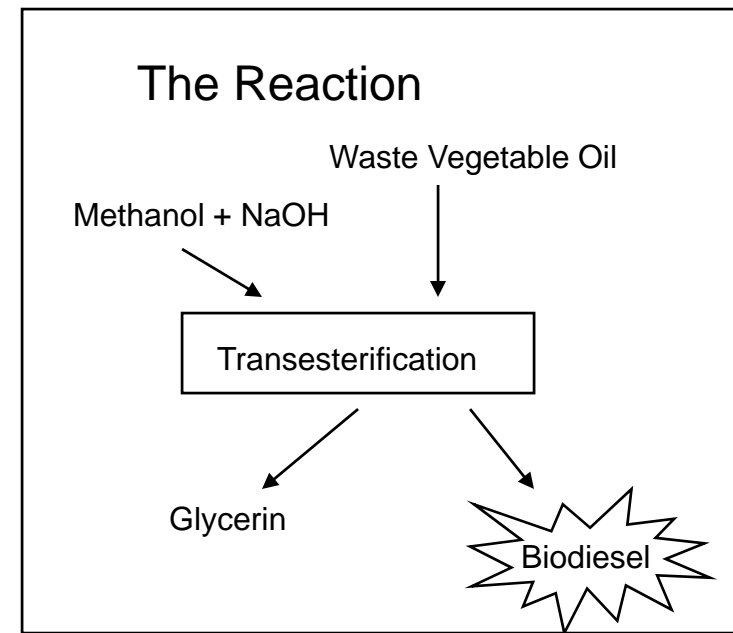 The Reaction
Waste Vegetable Oil
Methanol + NaOH
Transesterification
Glycerin
Biodiesel